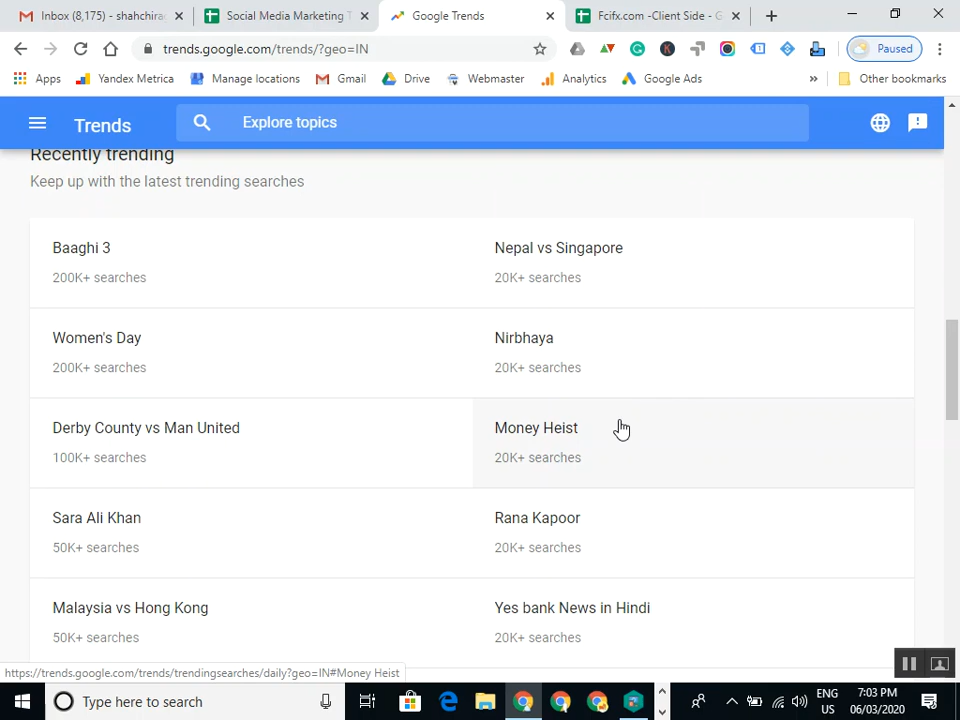 Inbox (8,175) - shahchira
Social Media Marketing T
Google Trends
Fcifx.com -Client Side - G
trends.google.com/trends/?geo=IN
Paused
Apps
Yandex Metrica
Manage locations
Gmail
Drive
Webmaster
Analytics
Google Ads
»
Other bookmarks
Trends
Explore topics
Recently trending
Keep up with the latest trending searches
Baaghi 3
200K+ searches
Nepal vs Singapore
20K+ searches
Women's Day
200K+ searches
Nirbhaya
20K+ searches
Derby County vs Man United
100K+ searches
Money Heist
20K+ searches
Sara Ali Khan
50K+ searches
Rana Kapoor
20K+ searches
Malaysia vs Hong Kong
50K+ searches
Yes bank News in Hindi
20K+ searches
https://trends.google.com/trends/trendingsearches/daily?geo=IN#Money Heist
Type here to search
ENG
US
7:03 PM
06/03/2020